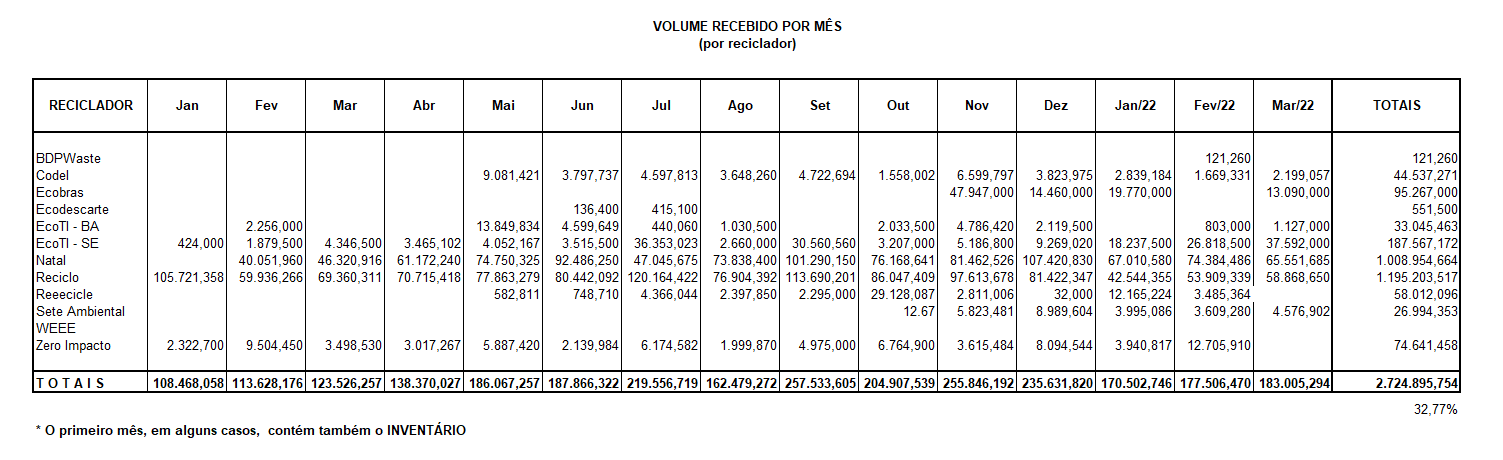 VOLUME RECEBIDO POR MÊS
(por reciclador)
RECICLADOR Jan Fev Mar Abr Mai Jun Jul Ago Set Out Nov Dez Jan/22 Fev/22 Mar/22 TOTAIS
BDPWaste 121,260 121,260
Codel 9.081,421 3.797,737 4.597,813 3.648,260 4.722,694 1.558,002 6.599,797 3.823,975 2.839,184 1.669,331 2.199,057 44.537,271
Ecobras 47.947,000 14.460,000 19.770,000 13.090,000 95.267,000
Ecodescarte 136,400 415,100 551,500
EcoTI - BA 2.256,000 13.849,834 4.599,649 440,060 1.030,500 2.033,500 4.786,420 2.119,500 803,000 1.127,000 33.045,463
EcoTI - SE 424,000 1.879,500 4.346,500 3.465,102 4.052,167 3.515,500 36.353,023 2.660,000 30.560,560 3.207,000 5.186,800 9.269,020 18.237,500 26.818,500 37.592,000 187.567,172
Natal 40.051,960 46.320,916 61.172,240 74.750,325 92.486,250 47.045,675 73.838,400 101.290,150 76.168,641 81.462,526 107.420,830 67.010,580 74.384,486 65.551,685 1.008.954,664
Reciclo 105.721,358 59.936,266 69.360,311 70.715,418 77.863,279 80.442,092 120.164,422 76.904,392 113.690,201 86.047,409 97.613,678 81.422,347 42.544,355 53.909,339 58.868,650 1.195.203,517
Reeecicle 582,811 748,710 4.366,044 2.397,850 2.295,000 29.128,087 2.811,006 32,000 12.165,224 3.485,364 58.012,096
Sete Ambiental 12.67 5.823,481 8.989,604 3.995,086 3.609,280 4.576,902 26.994,353
WEEE
Zero Impacto 2.322,700 9.504,450 3.498,530 3.017,267 5.887,420 2.139,984 6.174,582 1.999,870 4.975,000 6.764,900 3.615,484 8.094,544 3.940,817 12.705,910 74.641,458
T O T A I S 108.468,058 113.628,176 123.526,257 138.370,027 186.067,257 187.866,322 219.556,719 162.479,272 257.533,605 204.907,539 255.846,192 235.631,820 170.502,746 177.506,470 183.005,294 2.724.895,754
32,77%
* O primeiro mês, em alguns casos, contém também o INVENTÁRIO